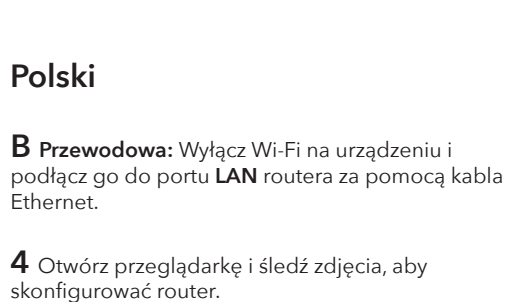 Polski
B Przewodowa: Wyłącz Wi-Fi na urządzeniu i
podłącz go do portu LAN routera za pomocą kabla
Ethernet.
4 Otwórz przeglądarkę i śledź zdjęcia, aby
skonfigurować router.